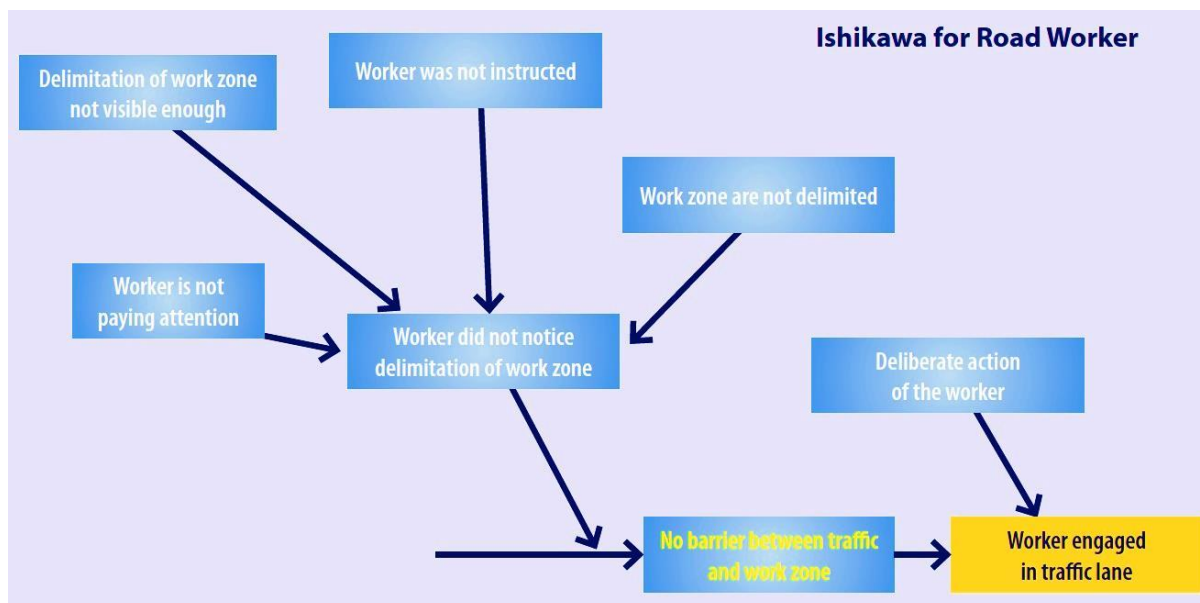 Ishikawa for Road Worker
Delimitation of work zone
not visible enough
Worker was not instructed
Work zone are not delimited
Worker is not
paying attention
Worker did not notice
delimitation of work zone
Deliberate action
of the worker
No barrier between traffic
and work zone
Worker engaged
in traffic lane